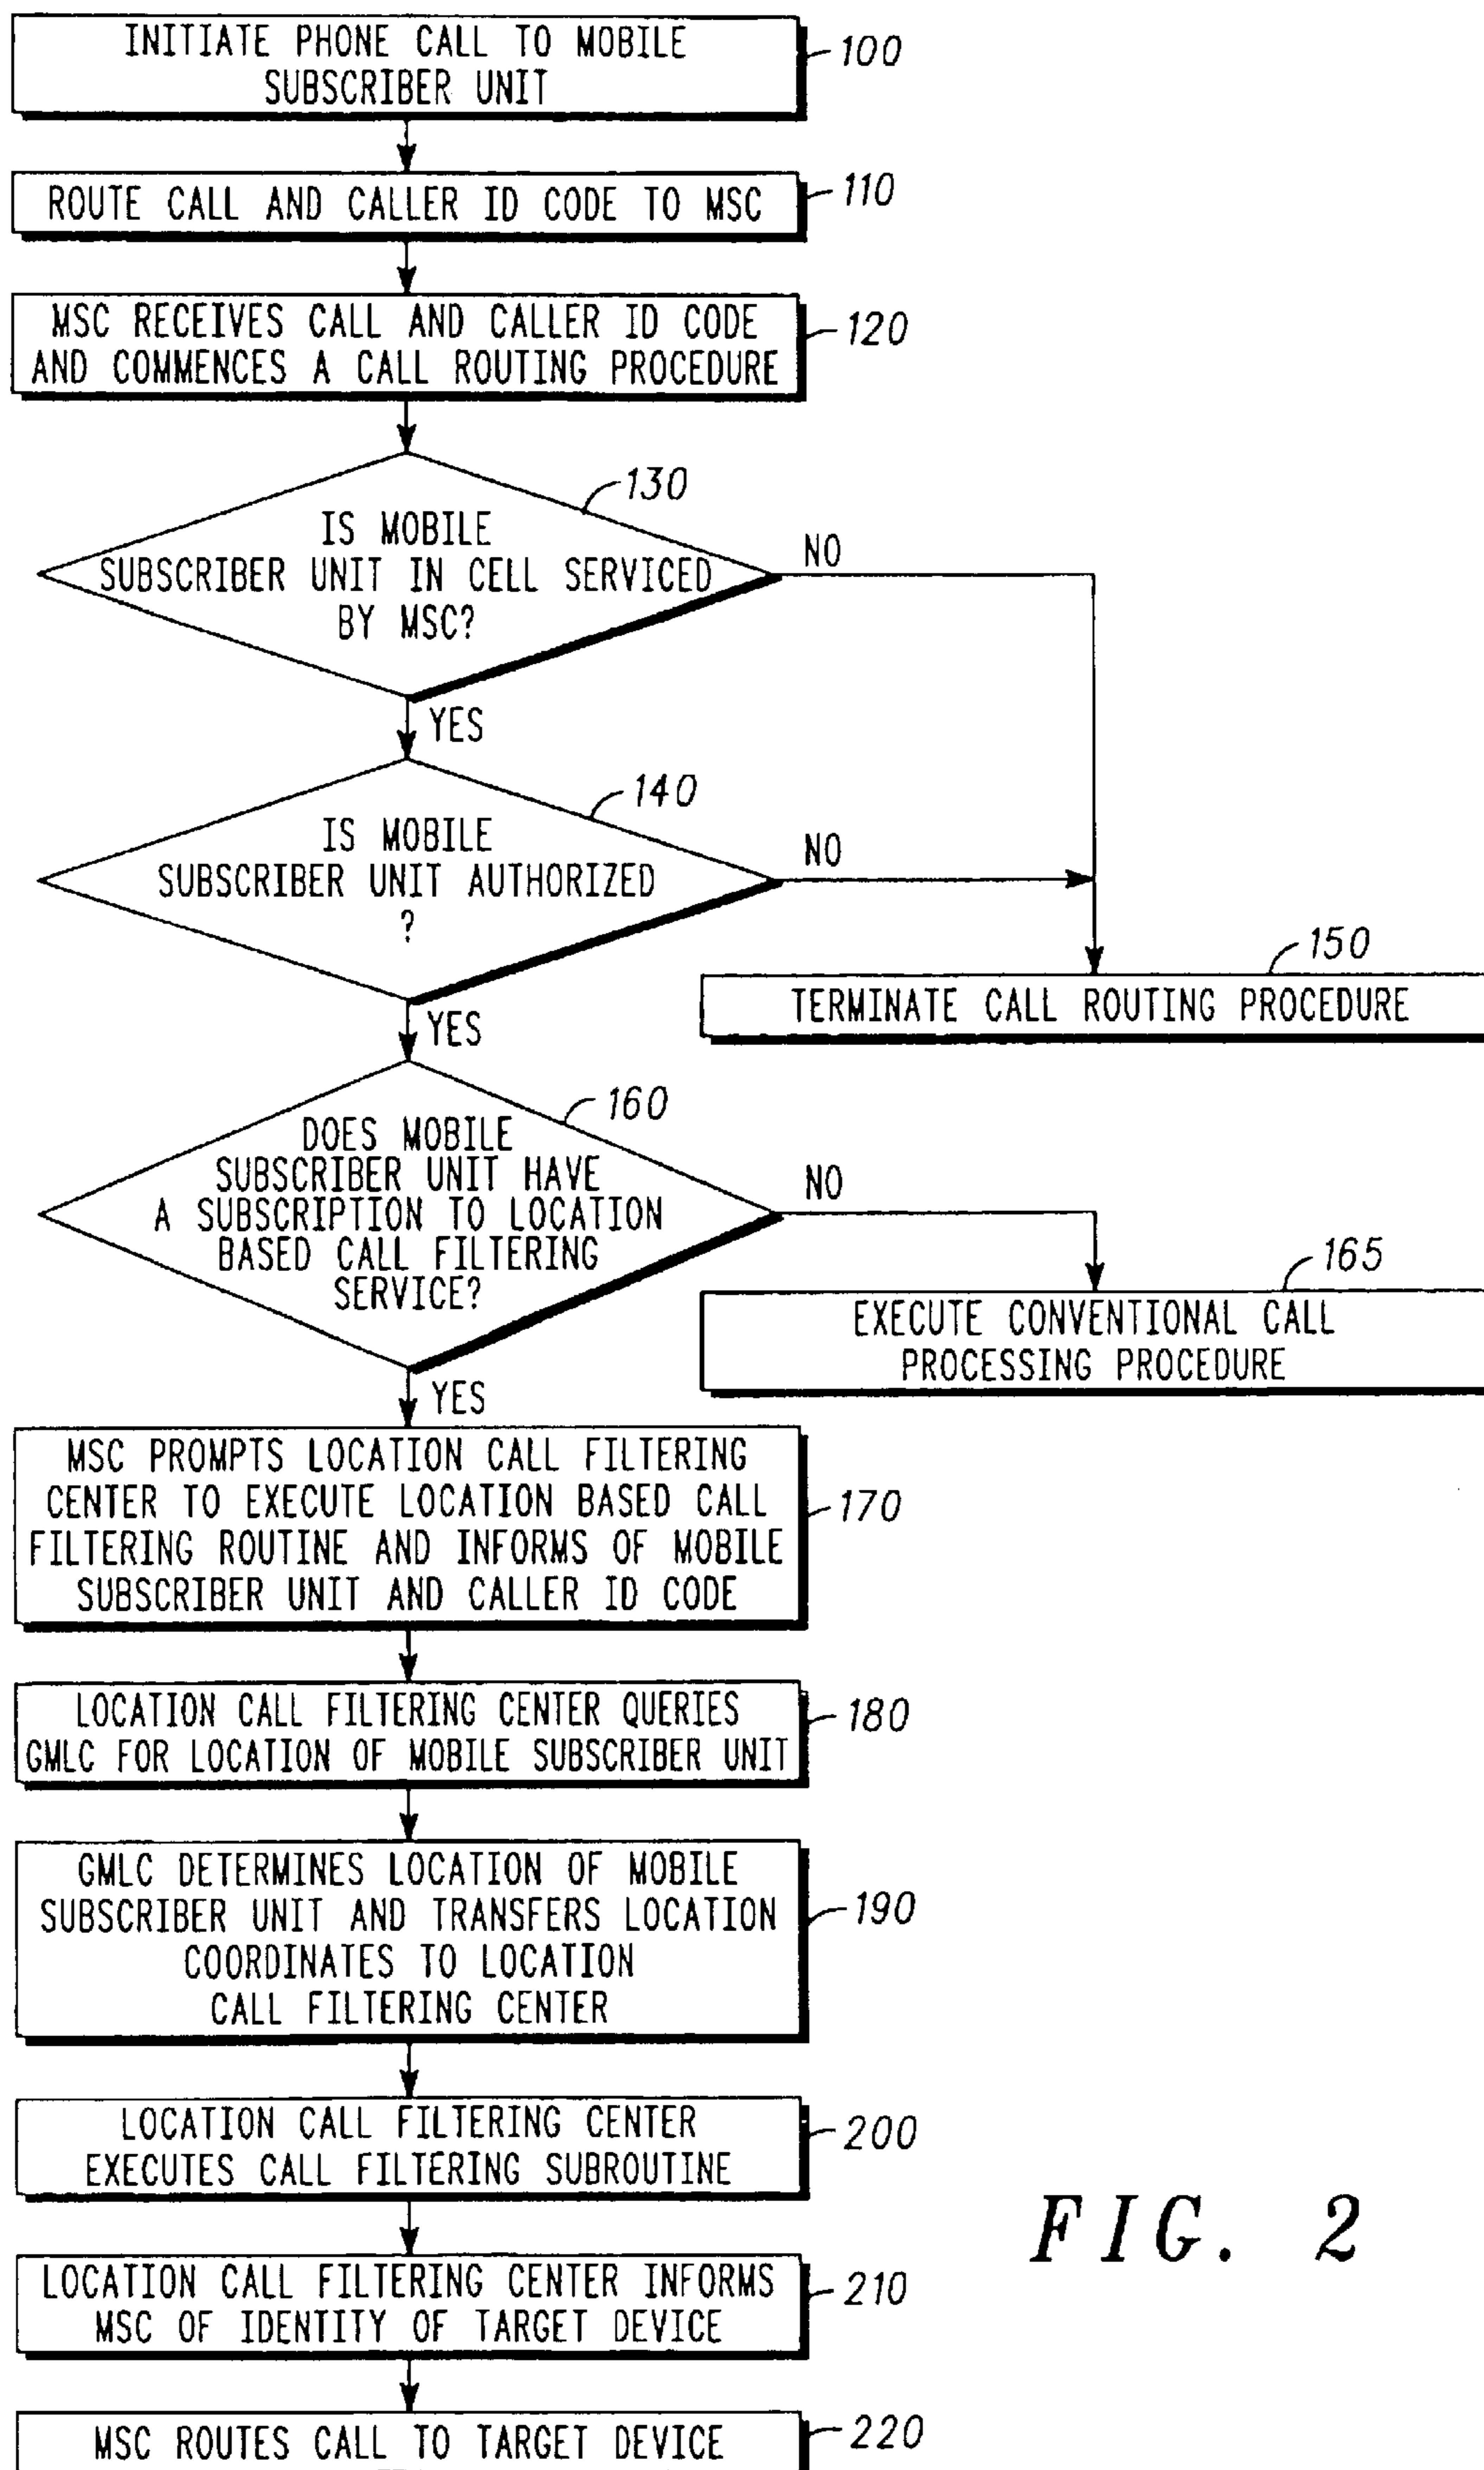 INITIATE PHONE CALL TO MOBILE
SUBSCRIBER UNIT
100
ROUTE CALL AND CALLER ID CODE TO MSC
110
MSC RECEIVES CALL AND CALLER ID CODE
AND COMMENCES A CALL ROUTING PROCEDURE
120
130
IS MOBILE
SUBSCRIBER UNIT IN CELL SERVICED
BY MSC?
NO
YES
140
IS MOBILE
SUBSCRIBER UNIT AUTHORIZED
?
NO
YES
150
TERMINATE CALL ROUTING PROCEDURE
160
DOES MOBILE
SUBSCRIBER UNIT HAVE
A SUBSCRIPTION TO LOCATION
BASED CALL FILTERING
SERVICE?
NO
YES
165
EXECUTE CONVENTIONAL CALL
PROCESSING PROCEDURE
MSC PROMPTS LOCATION CALL FILTERING
CENTER TO EXECUTE LOCATION BASED CALL
FILTERING ROUTINE AND INFORMS OF MOBILE
SUBSCRIBER UNIT AND CALLER ID CODE
170
LOCATION CALL FILTERING CENTER QUERIES
GMLC FOR LOCATION OF MOBILE SUBSCRIBER UNIT
180
GMLC DETERMINES LOCATION OF MOBILE
SUBSCRIBER UNIT AND TRANSFERS LOCATION
COORDINATES TO LOCATION
CALL FILTERING CENTER
190
LOCATION CALL FILTERING CENTER
EXECUTES CALL FILTERING SUBROUTINE
200
LOCATION CALL FILTERING CENTER INFORMS
MSC OF IDENTITY OF TARGET DEVICE
210
MSC ROUTES CALL TO TARGET DEVICE
220
FIG. 2